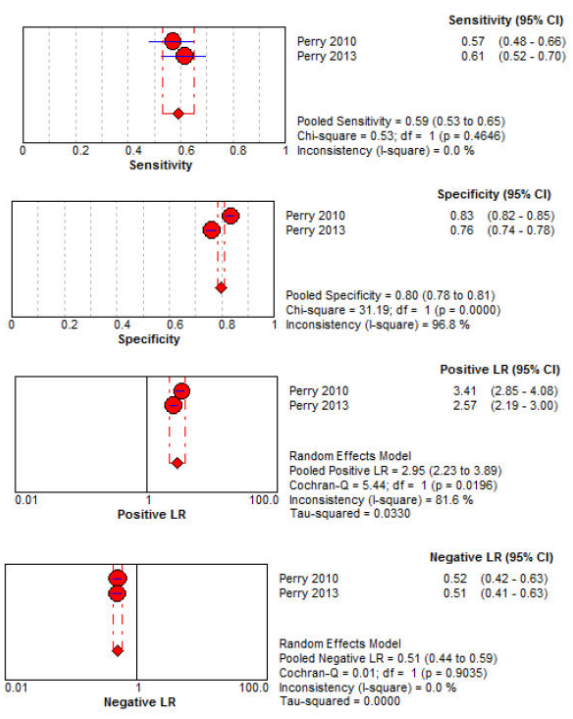 Sensitivity (95% CI)
Perry 2010 0.57 (0.48 - 0.66)
Perry 2013 0.61 (0.52 - 0.70)
Pooled Sensitivity = 0.59 (0.53 to 0.65)
Chi-square = 0.53; df = 1 (p = 0.4646)
Inconsistency (I-square) = 0.0 %
0 0.2 0.4 0.6 0.8 1
Sensitivity
Specificity (95% CI)
Perry 2010 0.83 (0.82 - 0.85)
Perry 2013 0.76 (0.74 - 0.78)
Pooled Specificity = 0.80 (0.78 to 0.81)
Chi-square = 31.19; df = 1 (p = 0.0000)
Inconsistency (I-square) = 96.8 %
0 0.2 0.4 0.6 0.8 1
Specificity
Positive LR (95% CI)
Perry 2010 3.41 (2.85 - 4.08)
Perry 2013 2.57 (2.19 - 3.00)
Random Effects Model
Pooled Positive LR = 2.95 (2.23 to 3.89)
Cochran-Q = 5.44; df = 1 (p = 0.0196)
Inconsistency (I-square) = 81.6 %
Tau-squared = 0.0330
0.01 1 100.0
Positive LR
Negative LR (95% CI)
Perry 2010 0.52 (0.42 - 0.63)
Perry 2013 0.51 (0.41 - 0.63)
Random Effects Model
Pooled Negative LR = 0.51 (0.44 to 0.59)
Cochran-Q = 0.01; df = 1 (p = 0.9035)
Inconsistency (I-square) = 0.0 %
Tau-squared = 0.0000
0.01 1 100.0
Negative LR